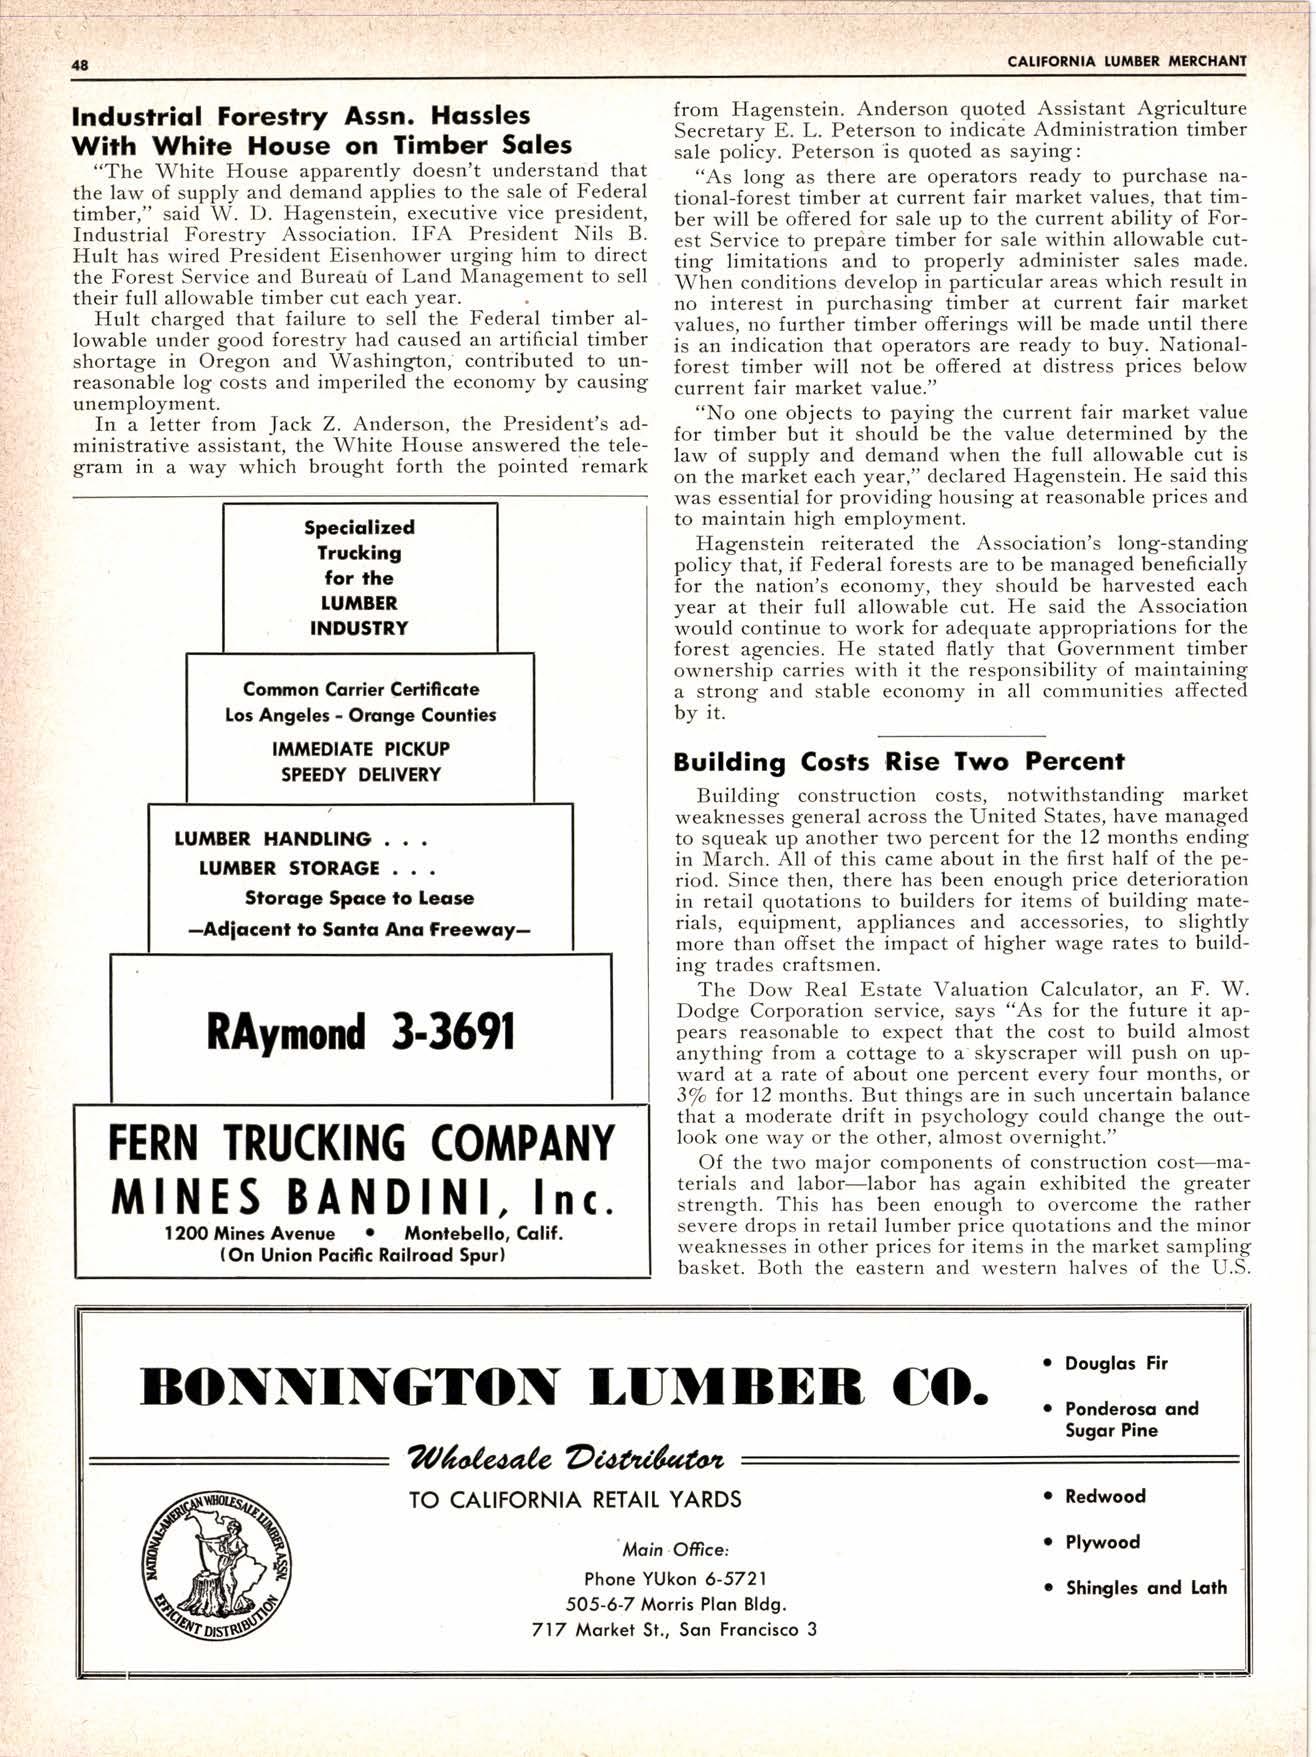 48
CALIFORNIA LUMBER MERCHANT
Industrial Forestry Assn. Hassles
With White House on Timber Sales
"The White House apparently doesn't understand that
the law of supply and demand applies to the sale of Federal
timber," said W. D. Hagenstein, executive vice president,
Industrial Forestry Association. IFA President Nils B.
Hult has wired President Eisenhower urging him to direct
the Forest Service and Bureau of Land Management to sell
their full allowable timber cut each year.
Hult charged that failure to sell the Federal timber al-
lowable under good forestry had caused an artificial timber
shortage in Oregon and Washington, contributed to un-
reasonable log costs and imperiled the economy by causing
unemployment.
In a letter from Jack Z. Anderson, the President's ad-
ministrative assistant, the White House answered the tele-
gram in a way which brought forth the pointed remark
from Hagenstein. Anderson quoted Assistant Agriculture
Secretary E. L. Peterson to indicate Administration timber
sale policy. Peterson is quoted as saying:
"As long as there are operators ready to purchase na-
tional-forest timber at current fair market values, that tim-
ber will be offered for sale up to the current ability of For-
est Service to prepare timber for sale within allowable cut-
ting limitations and to properly administer sales made.
When conditions develop in particular areas which result in
no interest in purchasing timber at current fair market
values, no further timber offerings will be made until there
is an indication that operators are ready to buy. National-
forest timber will not be offered at distress prices below
current fair market value."
"No one objects to paying the current fair market value
for timber but it should be the value determined by the
law of supply and demand when the full allowable cut is
on the market each year," declared Hagenstein. He said this
was essential for providing housing at reasonable prices and
to maintain high employment.
Hagenstein reiterated the Association's long-standing
policy that, if Federal forests are to be managed beneficially
for the nation's economy, they should be harvested each
year at their full allowable cut. He said the Association
would continue to work for adequate appropriations for the
forest agencies. He stated flatly that Government timber
ownership carries with it the responsibility of maintaining
a strong and stable economy in all communities affected
by it.
Building Costs Rise Two Percent
Building construction costs, notwithstanding market
weaknesses general across the United States, have managed
to squeak up another two percent for the 12 months ending
in March. All of this came about in the first half of the pe-
riod. Since then, there has been enough price deterioration
in retail quotations to builders for items of building mate-
rials, equipment, appliances and accessories, to slightly
more than offset the impact of higher wage rates to build-
ing trades craftsmen.
The Dow Real Estate Valuation Calculator, an F. W.
Dodge Corporation service, says "As for the future it ap-
pears reasonable to expect that the cost to build almost
anything from a cottage to a skyscraper will push on up-
ward at a rate of about one percent every four months, or
3% for 12 months. But things are in such uncertain balance
that a moderate drift in psychology could change the out-
look one way or the other, almost overnight."
Of the two major components of construction cost—ma-
terials and labor—labor has again exhibited the greater
strength. This has been enough to overcome the rather
severe drops in retail lumber price quotations and the minor
weaknesses in other prices for items in the market sampling
basket. Both the eastern and western halves of the U.S.
Specialized
Trucking
for the
LUMBER
INDUSTRY
Common Carrier Certificate
Los Angeles - Orange Counties
IMMEDIATE PICKUP
SPEEDY DELIVERY
LUMBER HANDLING . . .
LUMBER STORAGE . . .
Storage Space to Lease
—Adjacent to Santa Ana Freeway—
RAymond 3-3691
FERN TRUCKING COMPANY
MINES BANDINI, Inc.
1200 Mines Avenue • Montebello, Calif.
(On Union Pacific Railroad Spur)
BONNINGTON LUMBER CO.
Wholesale Distributor
TO CALIFORNIA RETAIL YARDS
Main Office:
Phone YUkon 6-5721
505-6-7 Morris Plan Bldg.
717 Market St., San Francisco 3
• Douglas Fir
• Ponderosa and
Sugar Pine
• Redwood
• Plywood
• Shingles and Lath
NATIONAL-AMERICAN WHOLESALE LUMBER ASSN.
EFFICIENT DISTRIBUTION